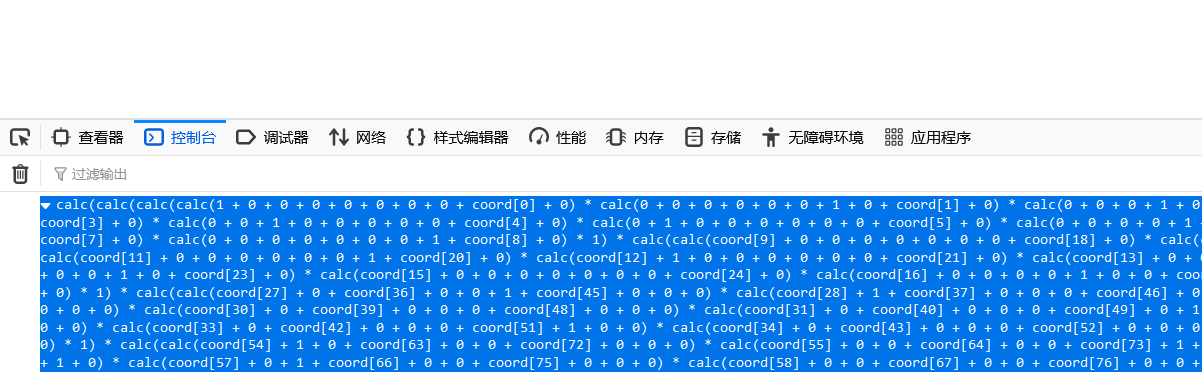 查看器 控制台 调试器 网络 样式编辑器 性能 内存 存储 无障碍环境 应用程序
过滤输出
calc(calc(calc(calc(1 + 0 + 0 + 0 + 0 + 0 + 0 + 0 + coord[0] + 0) * calc(0 + 0 + 0 + 0 + 0 + 0 + 1 + 0 + coord[1] + 0) * calc(0 + 0 + 0 + 1 + 0
coord[3] + 0) * calc(0 + 0 + 1 + 0 + 0 + 0 + 0 + 0 + coord[4] + 0) * calc(0 + 1 + 0 + 0 + 0 + 0 + 0 + 0 + coord[5] + 0) * calc(0 + 0 + 0 + 0 + 1
coord[7] + 0) * calc(0 + 0 + 0 + 0 + 0 + 0 + 0 + 1 + coord[8] + 0) * 1) * calc(calc(coord[9] + 0 + 0 + 0 + 0 + 0 + 0 + 0 + coord[18] + 0) *
calc(coord[11] + 0 + 0 + 0 + 0 + 0 + 0 + 1 + coord[20] + 0) * calc(coord[12] + 1 + 0 + 0 + 0 + 0 + 0 + 0 + coord[21] + 0) * calc(coord[13] + 0 + 0
+ 0 + 0 + 1 + 0 + coord[23] + 0) * calc(coord[15] + 0 + 0 + 0 + 0 + 0 + 0 + 0 + coord[24] + 0) * calc(coord[16] + 0 + 0 + 0 + 0 + 1 + 0 + 0 +
+ 0) * 1) * calc(calc(coord[27] + 0 + coord[36] + 0 + 0 + 1 + coord[45] + 0 + 0 + 0) * calc(coord[28] + 1 + coord[37] + 0 + 0 + 0 + coord[46] + 0
0 + 0 + 0) * calc(coord[30] + 0 + coord[39] + 0 + 0 + 0 + coord[48] + 0 + 0 + 0) * calc(coord[31] + 0 + coord[40] + 0 + 0 + 0 + coord[49] + 0 + 1
0 + 0) * calc(coord[33] + 0 + coord[42] + 0 + 0 + 0 + coord[51] + 1 + 0 + 0) * calc(coord[34] + 0 + coord[43] + 0 + 0 + 0 + coord[52] + 0 + 0 + 0
0) * 1) * calc(calc(coord[54] + 1 + 0 + coord[63] + 0 + 0 + coord[72] + 0 + 0 + 0) * calc(coord[55] + 0 + 0 + coord[64] + 0 + 0 + coord[73] + 1 +
+ 1 + 0) * calc(coord[57] + 0 + 1 + coord[66] + 0 + 0 + coord[75] + 0 + 0 + 0) * calc(coord[58] + 0 + 0 + coord[67] + 0 + 0 + coord[76] + 0 + 0 +